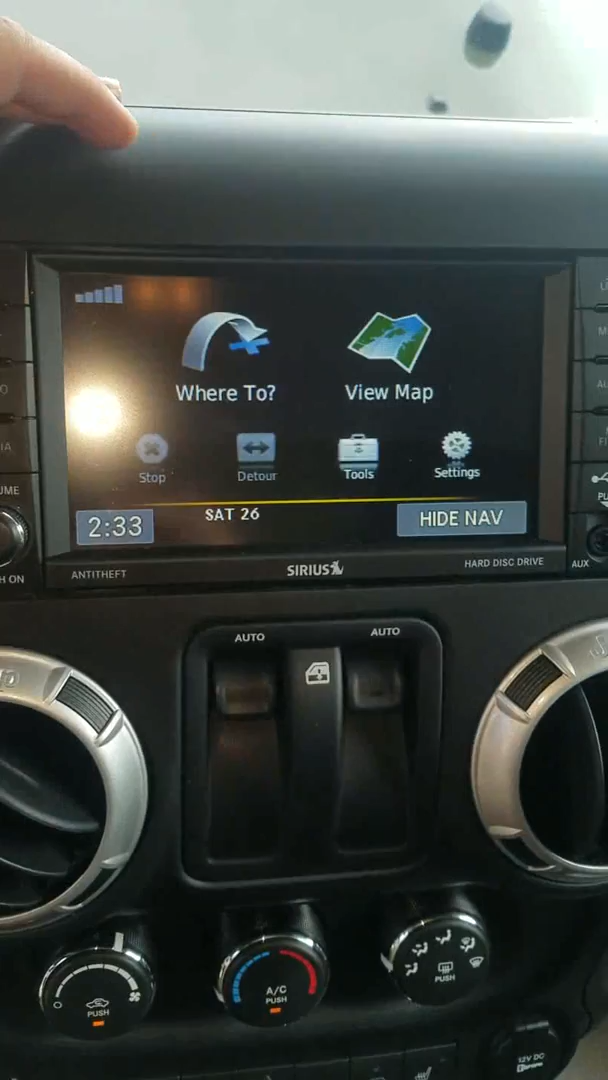 Where To?
View Map
Stop
Detour
Tools
Settings
2:33
SAT 26
HIDE NAV
ANTITHEFT
SIRIUS
HARD DISC DRIVE
AUX
AUTO
AUTO
PUSH
A/C
PUSH
PUSH
12V DC